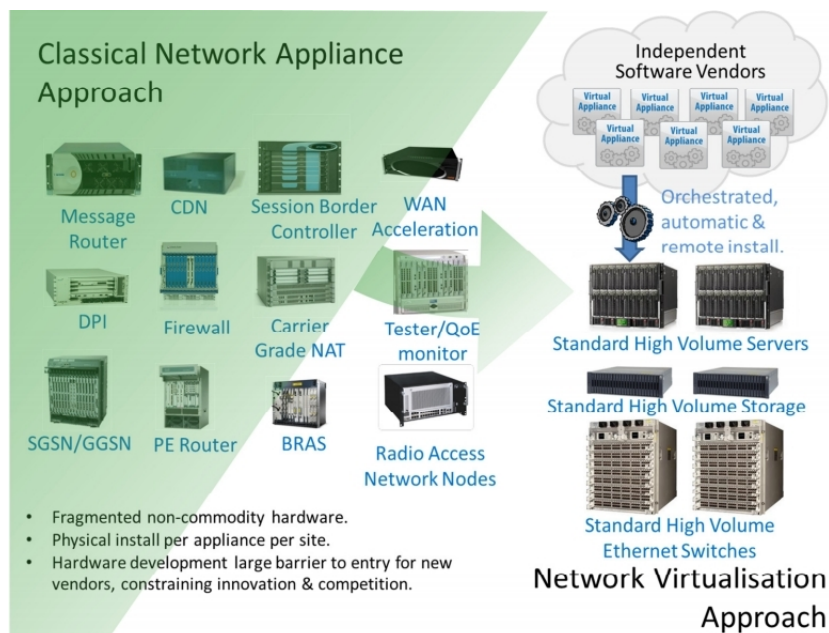 Classical Network Appliance
Approach
Message
Router
CDN
Session Border
Controller
WAN
Acceleration
DPI
Firewall
Carrier
Grade NAT
Tester/QoE
monitor
SGSN/GGSN
PE Router
BRAS
Radio Access
Network Nodes
• Fragmented non-commodity hardware.
• Physical install per appliance per site.
• Hardware development large barrier to entry for new
vendors, constraining innovation & competition.
Independent
Software Vendors
Virtual
Appliance
Virtual
Appliance
Virtual
Appliance
Virtual
Appliance
Virtual
Appliance
Virtual
Appliance
Virtual
Appliance
Orchestrated,
automatic &
remote install.
Standard High Volume Servers
Standard High Volume Storage
Standard High Volume
Ethernet Switches
Network Virtualisation
Approach